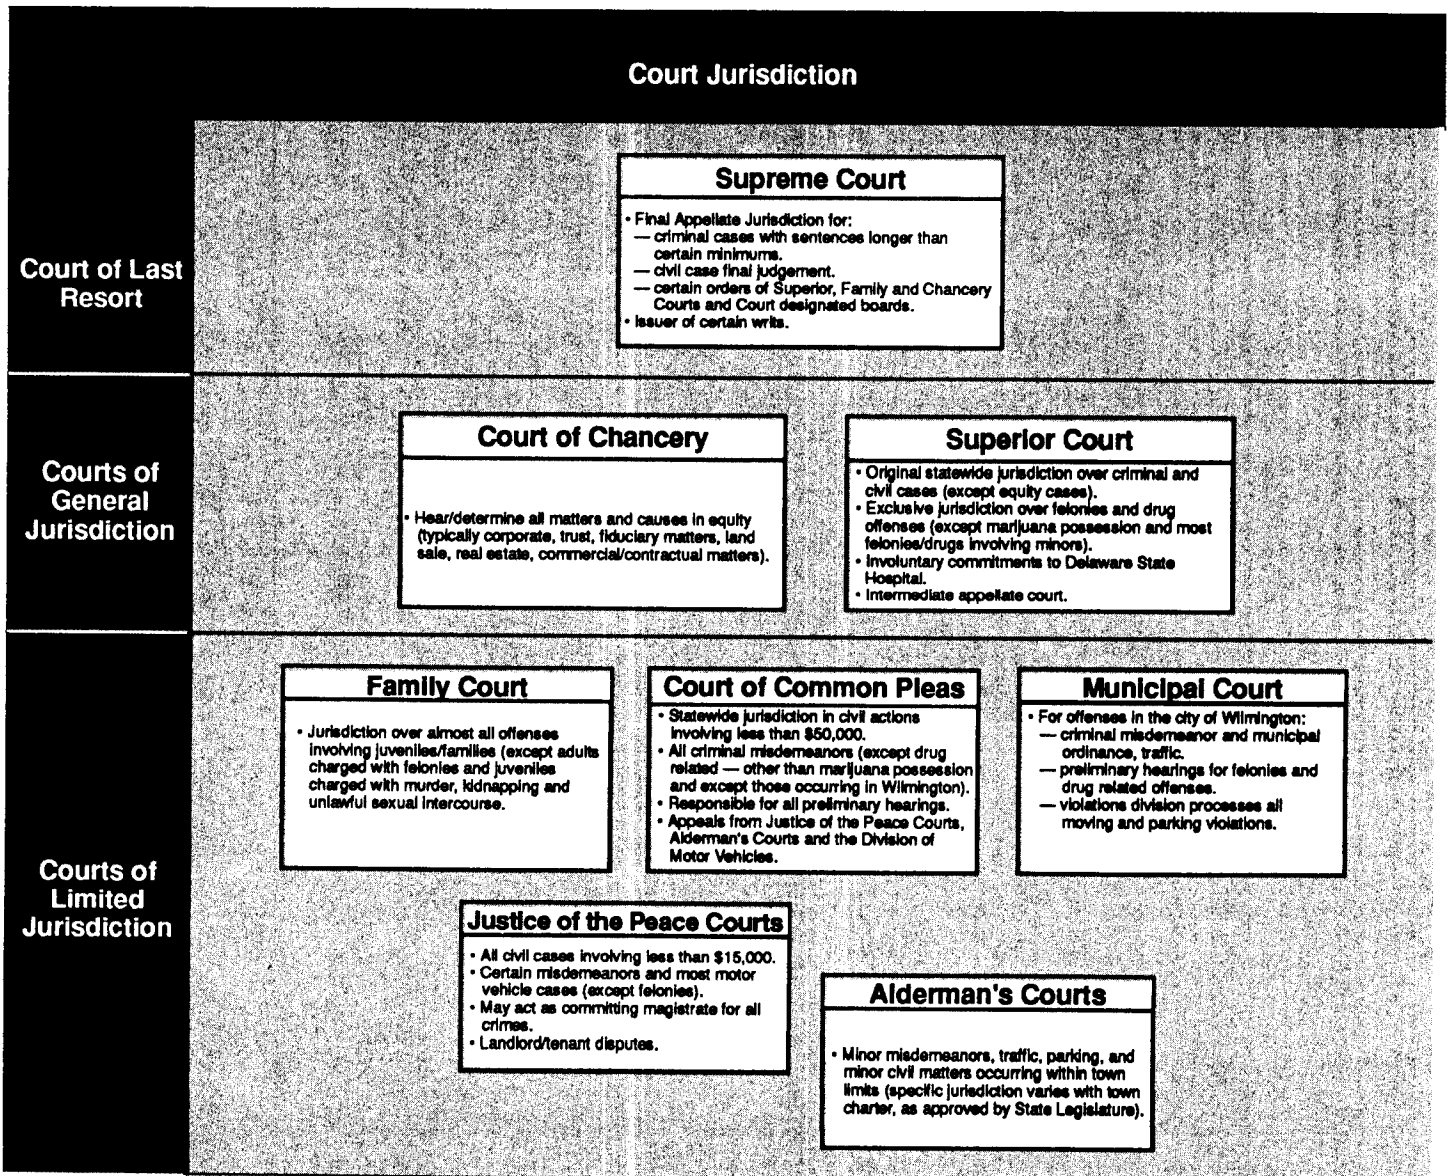 Court Jurisdiction
Court of Last
Resort
Supreme Court
• Final Appellate Jurisdiction for:
— criminal cases with sentences longer than
certain minimums.
— civil case final judgement.
— certain orders of Superior, Family and Chancery
Courts and Court designated boards.
• Issuer of certain writs.
Courts of
General
Jurisdiction
Court of Chancery
• Hear/determine all matters and causes in equity
(typically corporate, trust, fiduciary matters, land
sale, real estate, commercial/contractual matters).
Superior Court
• Original statewide jurisdiction over criminal and
civil cases (except equity cases).
• Exclusive jurisdiction over felonies and drug
offenses (except marijuana possession and most
felonies/drugs involving minors).
• Involuntary commitments to Delaware State
Hospital.
• Intermediate appellate court.
Courts of
Limited
Jurisdiction
Family Court
• Jurisdiction over almost all offenses
involving juveniles/families (except adults
charged with felonies and juveniles
charged with murder, kidnapping and
unlawful sexual intercourse.
Court of Common Pleas
• Statewide jurisdiction in civil actions
involving less than $50,000.
• All criminal misdemeanors (except drug
related — other than marijuana possession
and except those occurring in Wilmington).
• Responsible for all preliminary hearings.
• Appeals from Justice of the Peace Courts,
Alderman's Courts and the Division of
Motor Vehicles.
Municipal Court
• For offenses in the city of Wilmington:
— criminal misdemeanor and municipal
ordinance, traffic.
— preliminary hearings for felonies and
drug related offenses.
— violations division processes all
moving and parking violations.
Justice of the Peace Courts
• All civil cases involving less than $15,000.
• Certain misdemeanors and most motor
vehicle cases (except felonies).
• May act as committing magistrate for all
crimes.
• Landlord/tenant disputes.
Alderman's Courts
• Minor misdemeanors, traffic, parking, and
minor civil matters occurring within town
limits (specific jurisdiction varies with town
charter, as approved by State Legislature).